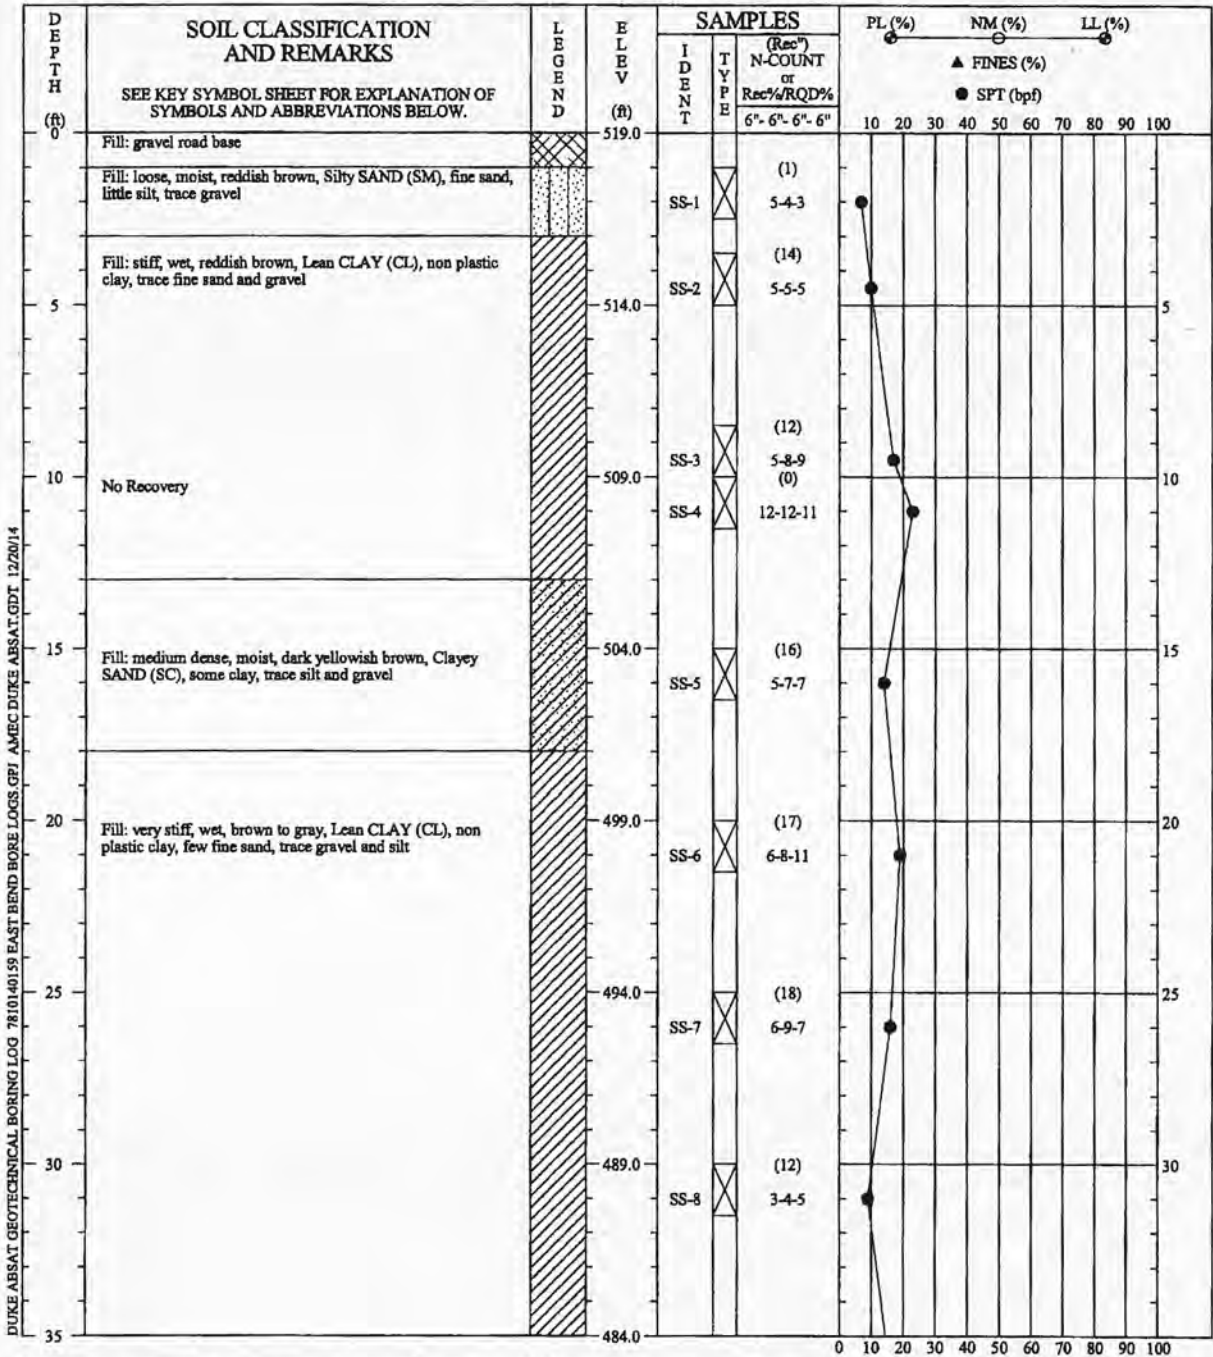 DEPTH
(ft)
SOIL CLASSIFICATION
AND REMARKS
SEE KEY SYMBOL SHEET FOR EXPLANATION OF
SYMBOLS AND ABBREVIATIONS BELOW.
LEGEND
ELEV
(ft)
SAMPLES
IDENT
TYPE
(Rec")
N-COUNT
or
Rec%/RQD%
6"- 6"- 6"- 6"
PL (%) NM (%) LL (%)
▲ FINES (%)
● SPT (bpf)
10 20 30 40 50 60 70 80 90 100
0
Fill: gravel road base
519.0
Fill: loose, moist, reddish brown, Silty SAND (SM), fine sand,
little silt, trace gravel
SS-1
(1)
5-4-3
Fill: stiff, wet, reddish brown, Lean CLAY (CL), non plastic
clay, trace fine sand and gravel
SS-2
(14)
5-5-5
5
514.0
5
SS-3
(12)
5-8-9
10
No Recovery
509.0
10
SS-4
(0)
12-12-11
15
Fill: medium dense, moist, dark yellowish brown, Clayey
SAND (SC), some clay, trace silt and gravel
504.0
15
SS-5
(16)
5-7-7
20
Fill: very stiff, wet, brown to gray, Lean CLAY (CL), non
plastic clay, few fine sand, trace gravel and silt
499.0
20
SS-6
(17)
6-8-11
25
494.0
25
SS-7
(18)
6-9-7
30
489.0
30
SS-8
(12)
3-4-5
35
484.0
0 10 20 30 40 50 60 70 80 90 100
DUKE ABSAT GEOTECHNICAL BORING LOG 7810140159 EAST BEND BORE LOGS.GPJ AMEC DUKE ABSAT.GDT 12/20/14